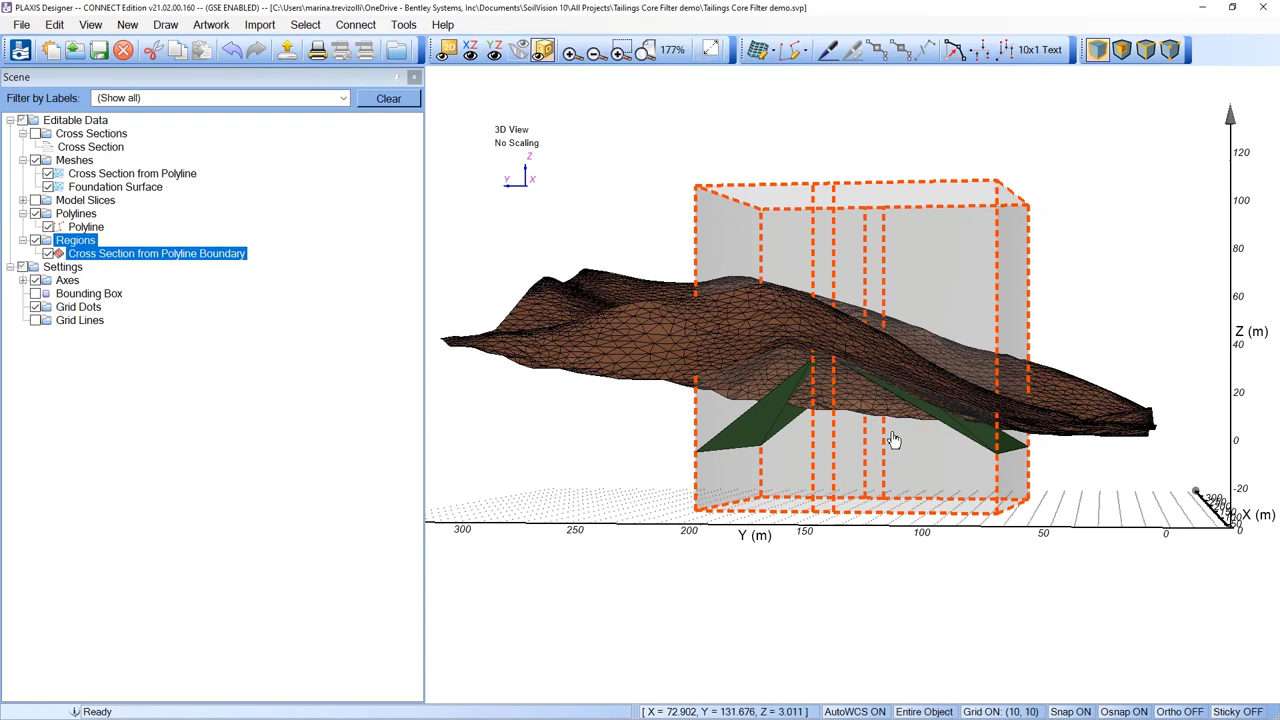 PLAXIS Designer -- CONNECT Edition v21.02.00.160 -- (GSE ENABLED) -- [C:\Users\marina.trevizolli\OneDrive - Bentley Systems, Inc\Documents\SoilVision 10\All Projects\Tailings Core Filter demo\Tailings Core Filter demo.svp]
File Edit View New Draw Artwork Import Select Connect Tools Help
2D XZ YZ 177% 10x1 Text
Scene
Filter by Labels: (Show all) Clear
Editable Data
Cross Sections
Cross Section
Meshes
Cross Section from Polyline
Foundation Surface
Model Slices
Polylines
Polyline
Regions
Cross Section from Polyline Boundary
Settings
Axes
Bounding Box
Grid Dots
Grid Lines
3D View
No Scaling
Z
Y X
120
100
80
60
Z (m)
40
20
0
-20
X (m)
300 250 200 150 100 50 0 0
Y (m)
Ready [ X = 72.902, Y = 131.676, Z = 3.011 ] AutoWCS ON Entire Object Grid ON: (10, 10) Snap ON Osnap ON Ortho OFF Sticky OFF